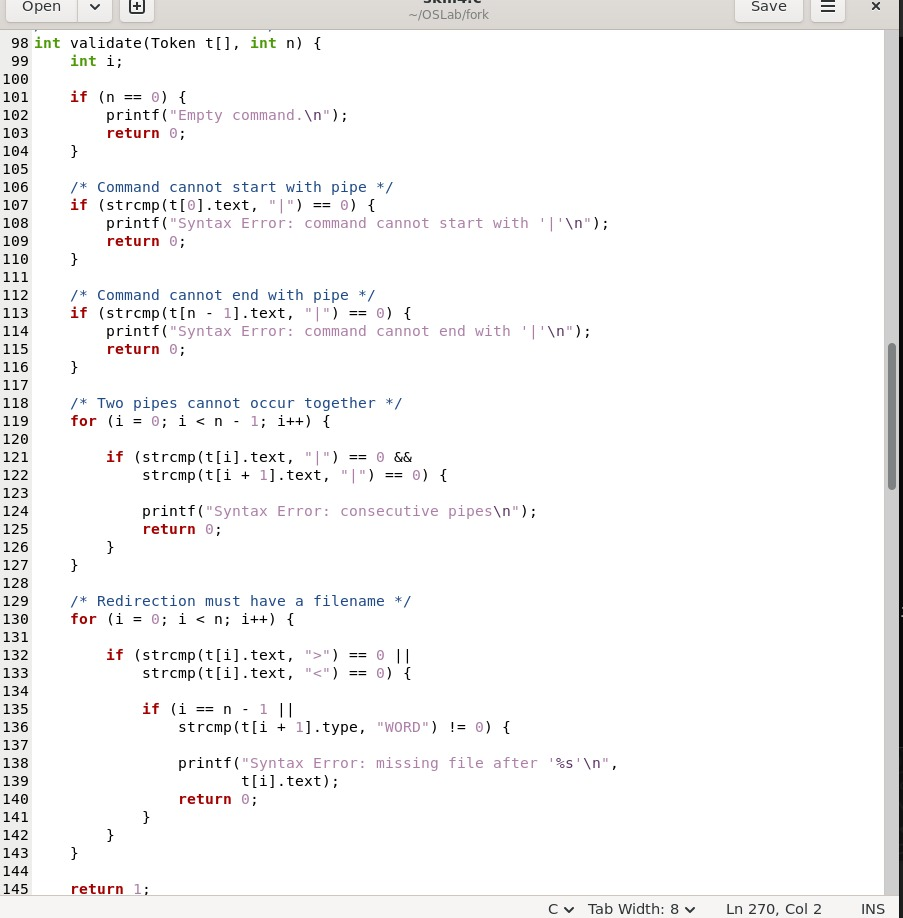 Open
Save
~/OSLab/fork
98 int validate(Token t[], int n) {
99     int i;
100
101     if (n == 0) {
102         printf("Empty command.\n");
103         return 0;
104     }
105
106     /* Command cannot start with pipe */
107     if (strcmp(t[0].text, "|") == 0) {
108         printf("Syntax Error: command cannot start with '|'\n");
109         return 0;
110     }
111
112     /* Command cannot end with pipe */
113     if (strcmp(t[n - 1].text, "|") == 0) {
114         printf("Syntax Error: command cannot end with '|'\n");
115         return 0;
116     }
117
118     /* Two pipes cannot occur together */
119     for (i = 0; i < n - 1; i++) {
120
121         if (strcmp(t[i].text, "|") == 0 &&
122             strcmp(t[i + 1].text, "|") == 0) {
123
124             printf("Syntax Error: consecutive pipes\n");
125             return 0;
126         }
127     }
128
129     /* Redirection must have a filename */
130     for (i = 0; i < n; i++) {
131
132         if (strcmp(t[i].text, ">") == 0 ||
133             strcmp(t[i].text, "<") == 0) {
134
135             if (i == n - 1 ||
136                 strcmp(t[i + 1].type, "WORD") != 0) {
137
138                 printf("Syntax Error: missing file after '%s'\n",
139                        t[i].text);
140                 return 0;
141             }
142         }
143     }
144
145     return 1;
C
Tab Width: 8
Ln 270, Col 2
INS